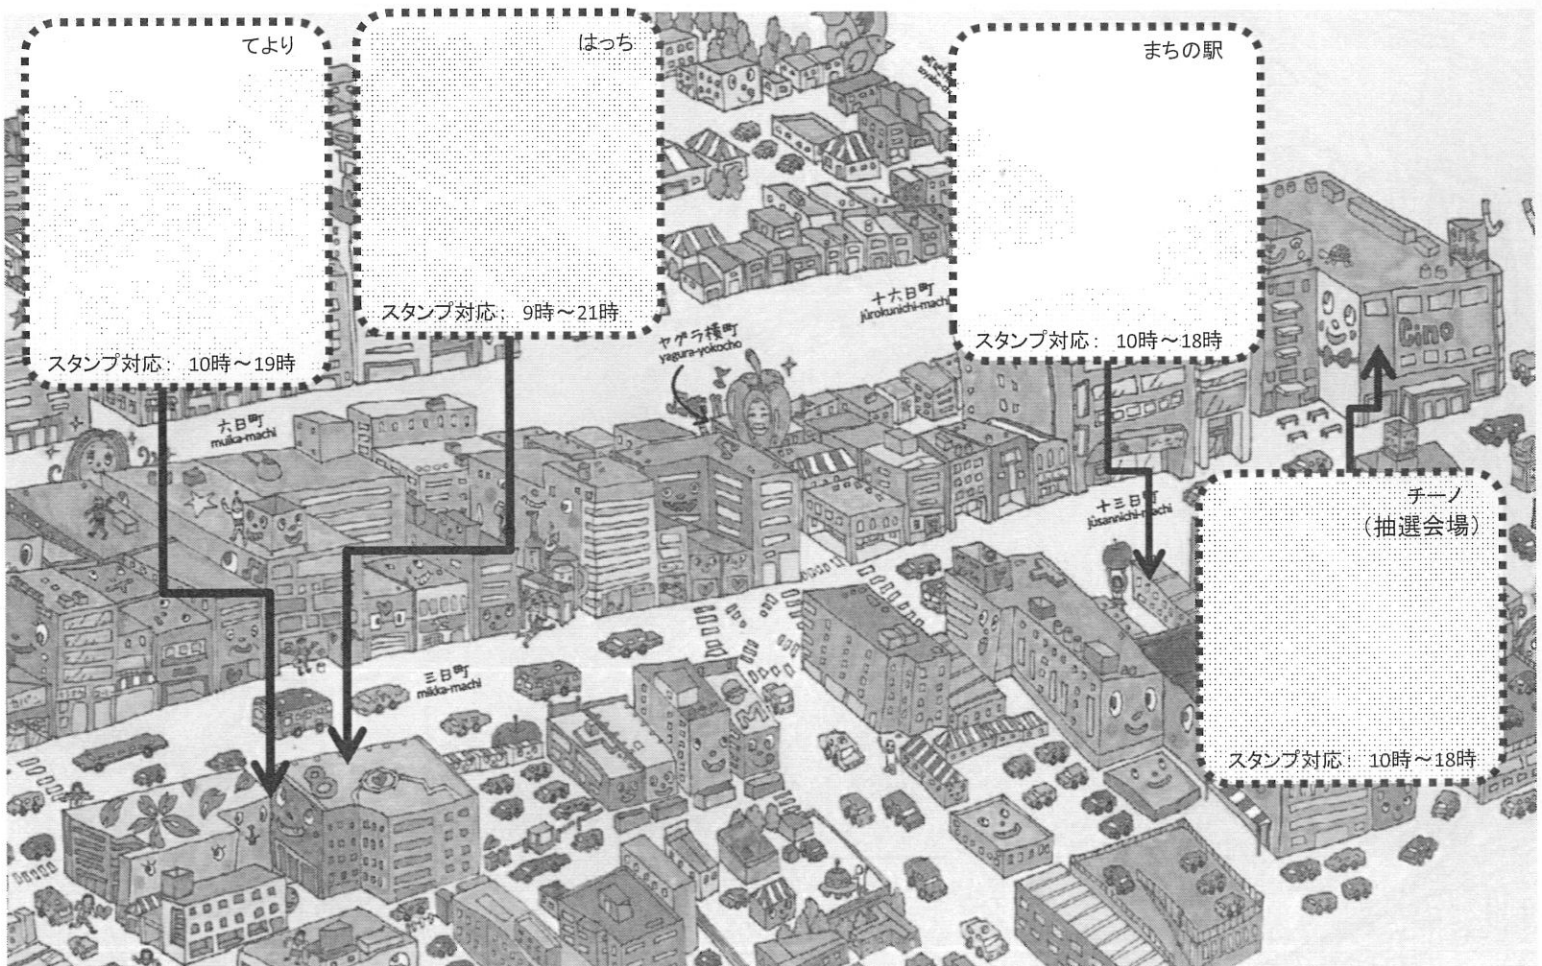 てより
スタンプ対応： 10時～19時
はっち
スタンプ対応： 9時～21時
まちの駅
スタンプ対応： 10時～18時
チーノ
（抽選会場）
スタンプ対応： 10時～18時
十六日町
jūrokunichi-machi
ヤグラ横町
yagura-yokocho
六日町
muika-machi
十三日町
jūsannichi-machi
三日町
mikka-machi
Cino
M